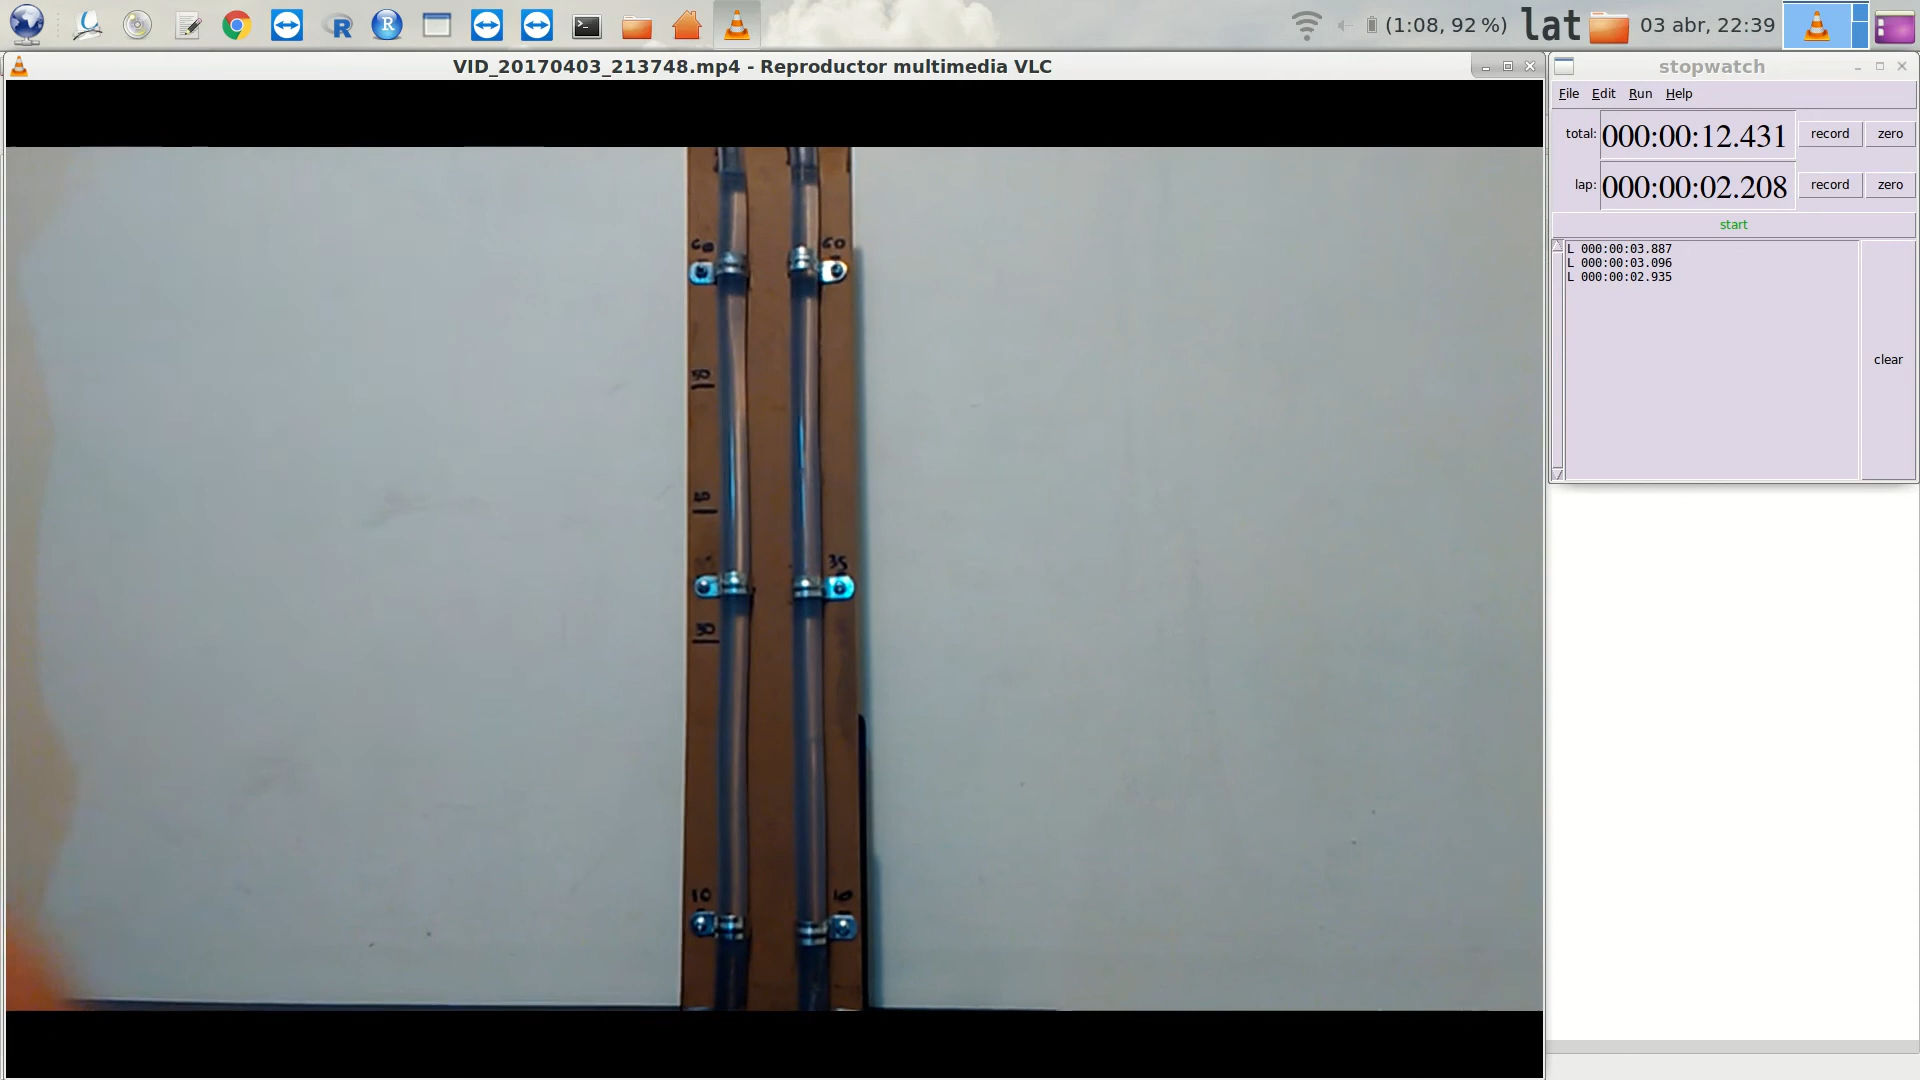 (1:08, 92 %) lat 03 abr, 22:39
VID_20170403_213748.mp4 - Reproductor multimedia VLC
stopwatch
File Edit Run Help
total: 000:00:12.431 record zero
lap: 000:00:02.208 record zero
start
L 000:00:03.887
L 000:00:03.096
L 000:00:02.935
clear
60 60
50
35
30
10 10